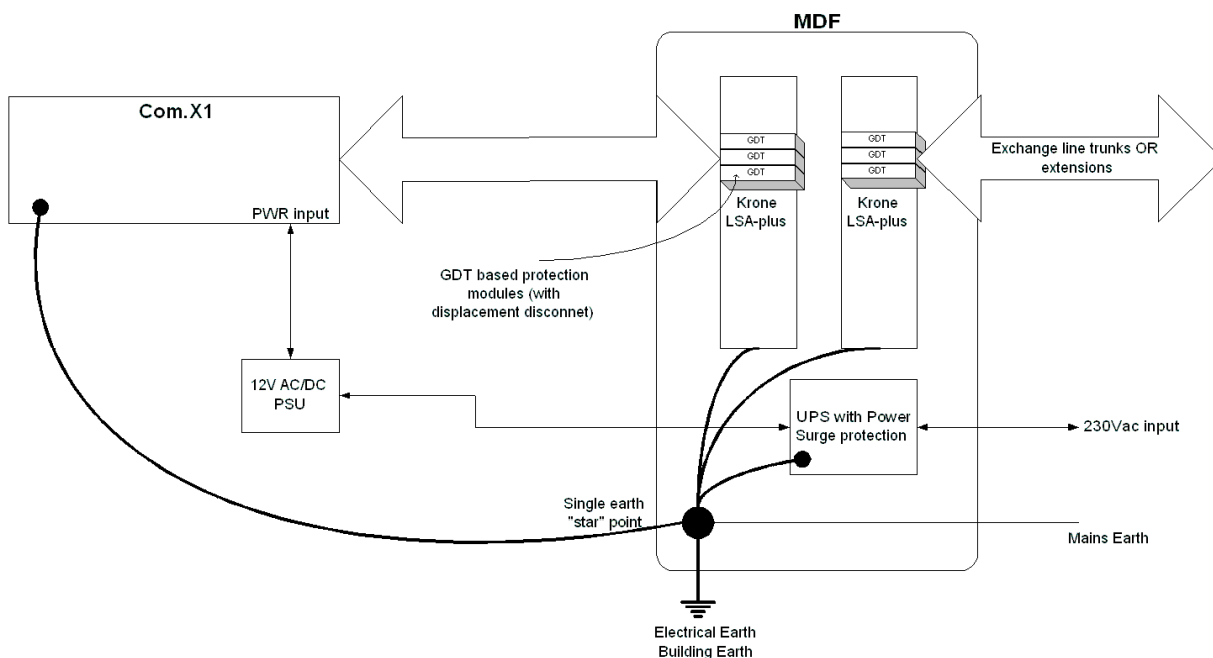 MDF
Com.X1
PWR input
GDT
GDT
GDT
GDT
GDT
GDT
Krone
LSA-plus
Krone
LSA-plus
Exchange line trunks OR
extensions
GDT based protection
modules (with
displacement disconnet)
12V AC/DC
PSU
UPS with Power
Surge protection
230Vac input
Single earth
"star" point
Mains Earth
Electrical Earth
Building Earth